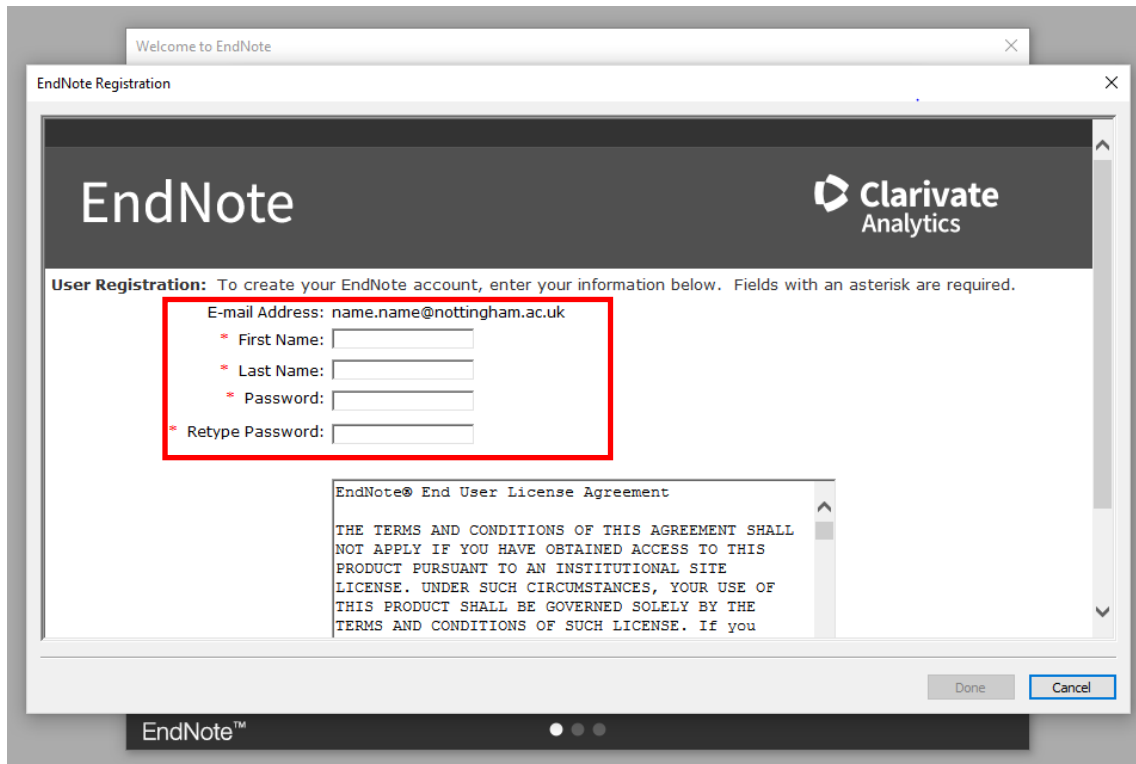 Welcome to EndNote
EndNote Registration
EndNote
Clarivate
Analytics
User Registration: To create your EndNote account, enter your information below. Fields with an asterisk are required.
E-mail Address: name.name@nottingham.ac.uk
* First Name:
* Last Name:
* Password:
* Retype Password:
EndNote® End User License Agreement
THE TERMS AND CONDITIONS OF THIS AGREEMENT SHALL
NOT APPLY IF YOU HAVE OBTAINED ACCESS TO THIS
PRODUCT PURSUANT TO AN INSTITUTIONAL SITE
LICENSE. UNDER SUCH CIRCUMSTANCES, YOUR USE OF
THIS PRODUCT SHALL BE GOVERNED SOLELY BY THE
TERMS AND CONDITIONS OF SUCH LICENSE. If you
Done Cancel
EndNote™